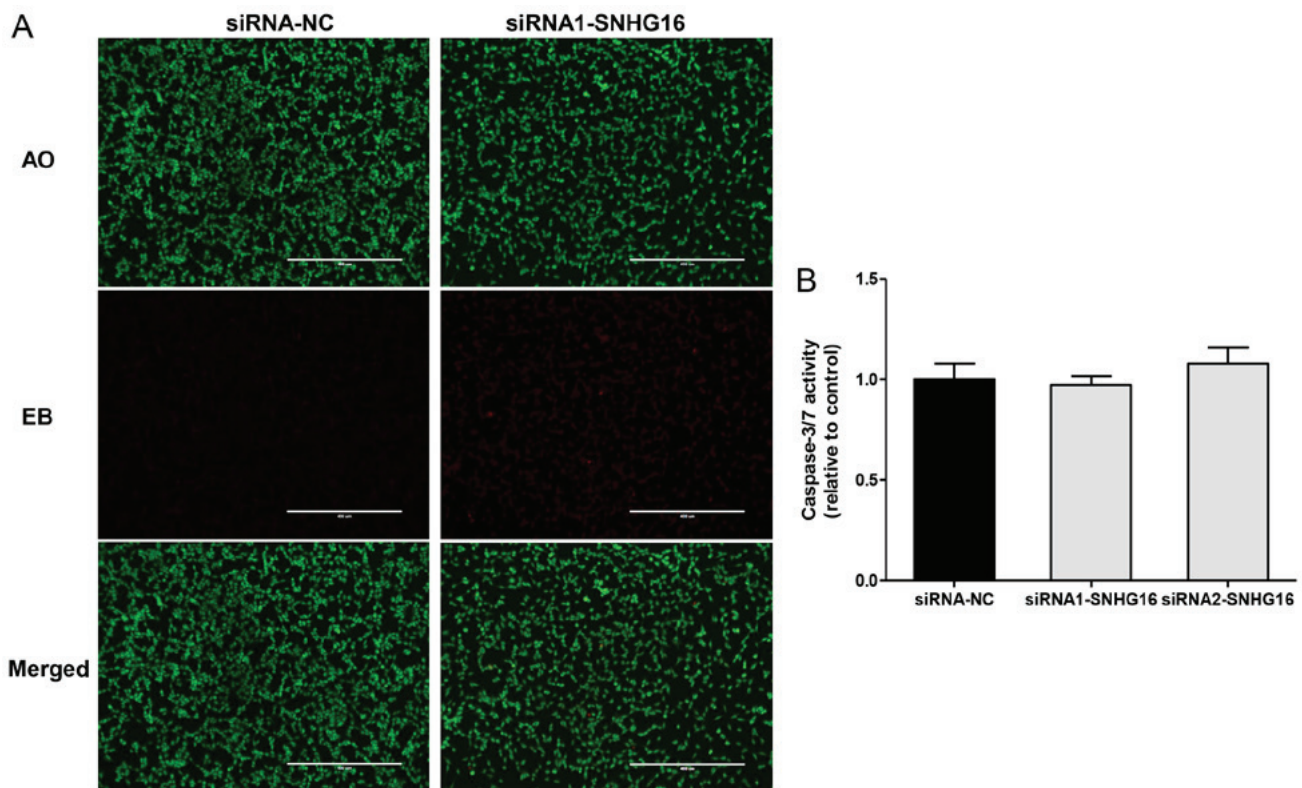 A
siRNA-NC
siRNA1-SNHG16
AO
EB
Merged
B
Caspase-3/7 activity
(relative to control)
1.5
1.0
0.5
0.0
siRNA-NC
siRNA1-SNHG16
siRNA2-SNHG16